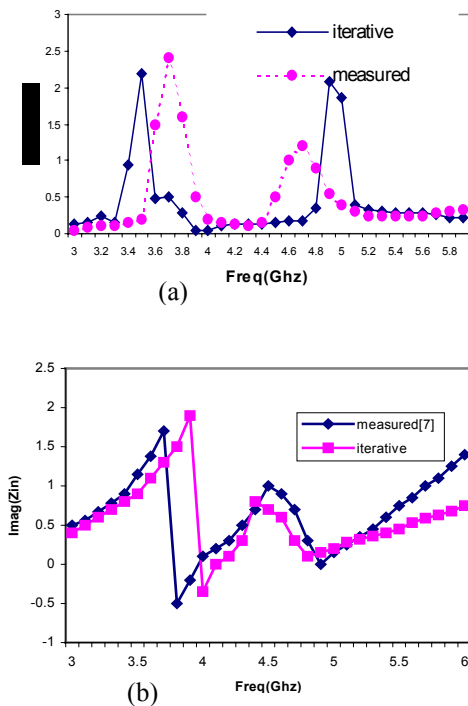 3
2.5
2
1.5
1
0.5
0
iterative
measured
3 3.2 3.4 3.6 3.8 4 4.2 4.4 4.6 4.8 5 5.2 5.4 5.6 5.8
Freq(Ghz)
(a)
2.5
2
1.5
1
0.5
0
-0.5
-1
Imag(Zin)
measured[7]
iterative
3 3.5 4 4.5 5 5.5 6
Freq(Ghz)
(b)